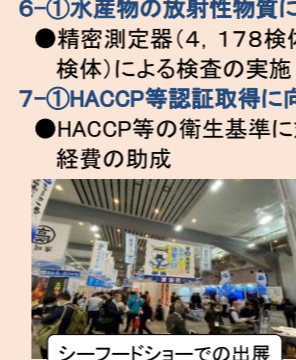 6-①水産物の放射性物質に
●精密測定器(4,178検体
検体)による検査の実施
7-①HACCP等認証取得に向
●HACCP等の衛生基準に
経費の助成
シーフードショーでの出展